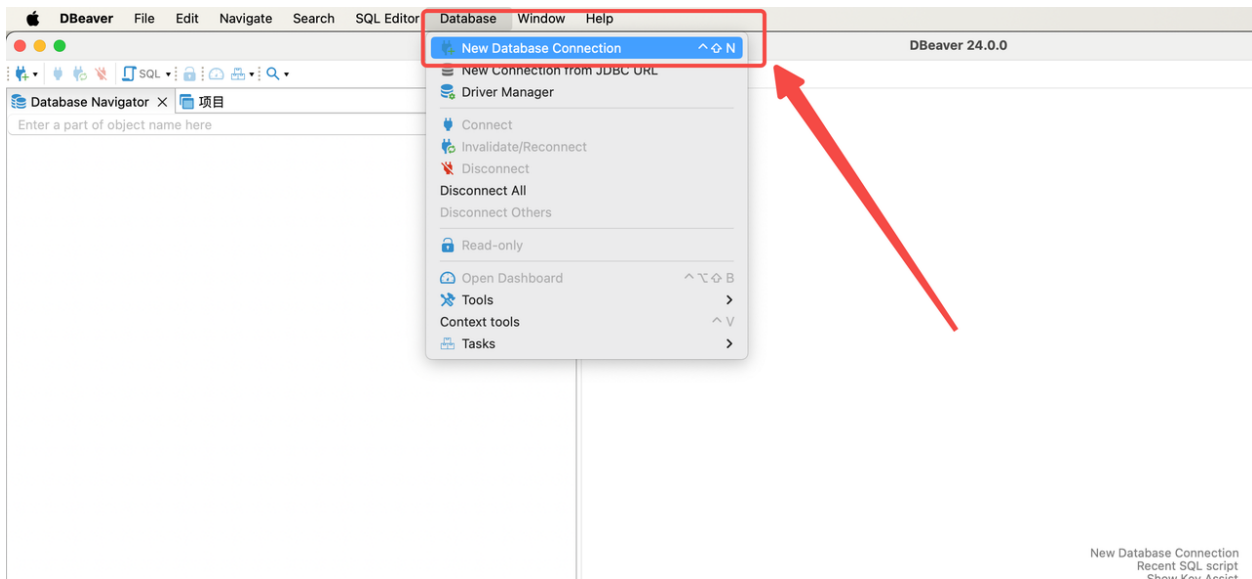 DBeaver File Edit Navigate Search SQL Editor Database Window Help
DBeaver 24.0.0
SQL
Database Navigator 项目
Enter a part of object name here
New Database Connection ^⇧N
New Connection from JDBC URL
Driver Manager
Connect
Invalidate/Reconnect
Disconnect
Disconnect All
Disconnect Others
Read-only
Open Dashboard ^⌥⇧B
Tools
Context tools ^V
Tasks
New Database Connection
Recent SQL script
Show Key Assist